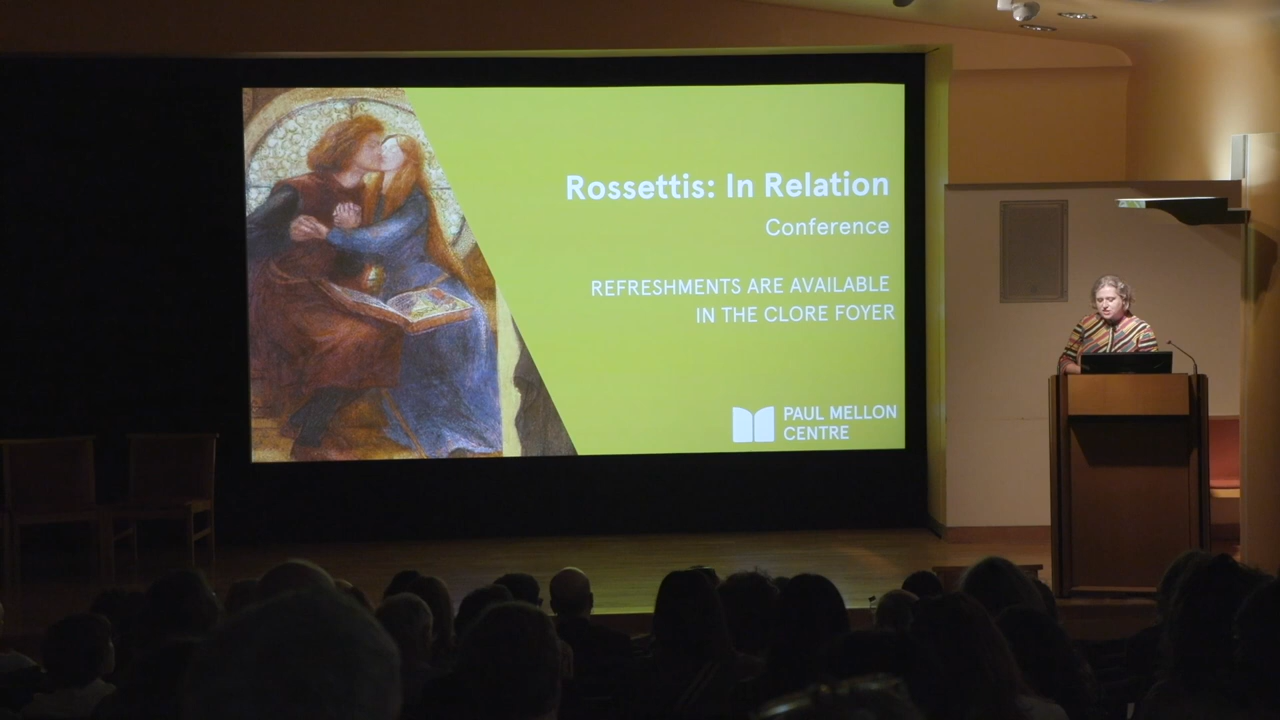 Rossettis: In Relation
Conference
REFRESHMENTS ARE AVAILABLE
IN THE CLORE FOYER
PAUL MELLON
CENTRE